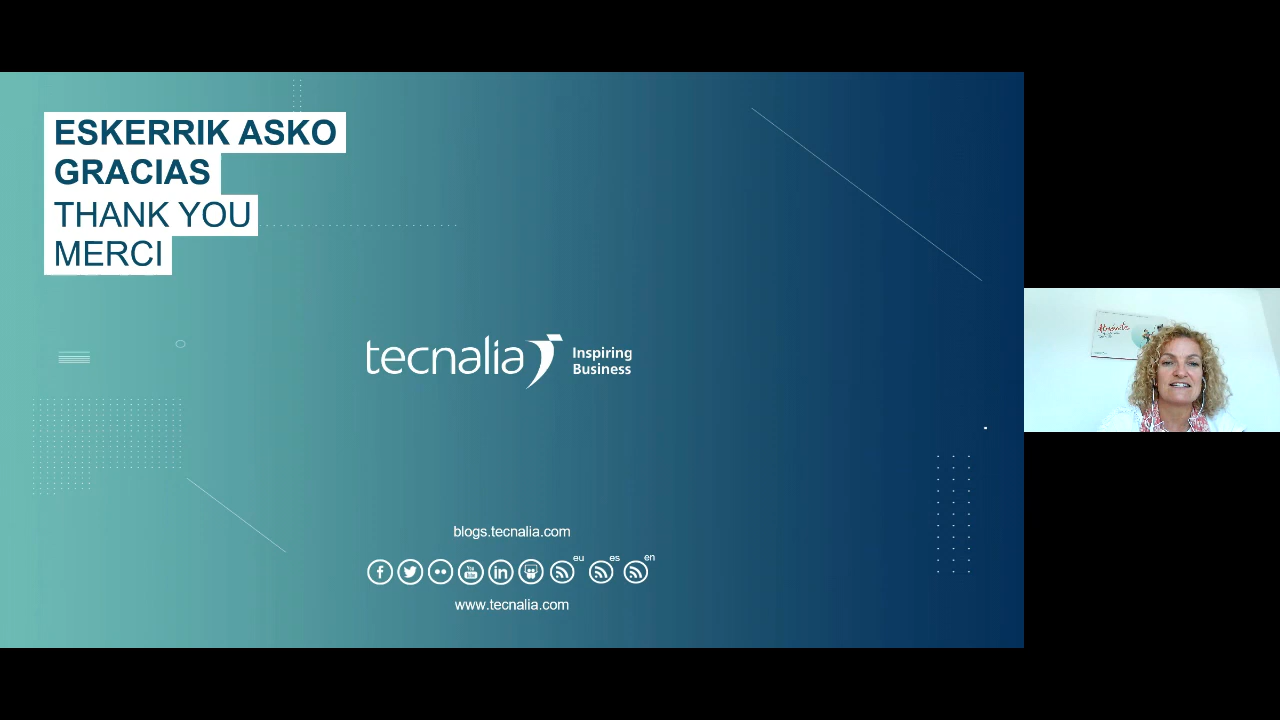 ESKERRIK ASKO
GRACIAS
THANK YOU
MERCI
tecnalia Inspiring
Business
blogs.tecnalia.com
eu es en
www.tecnalia.com